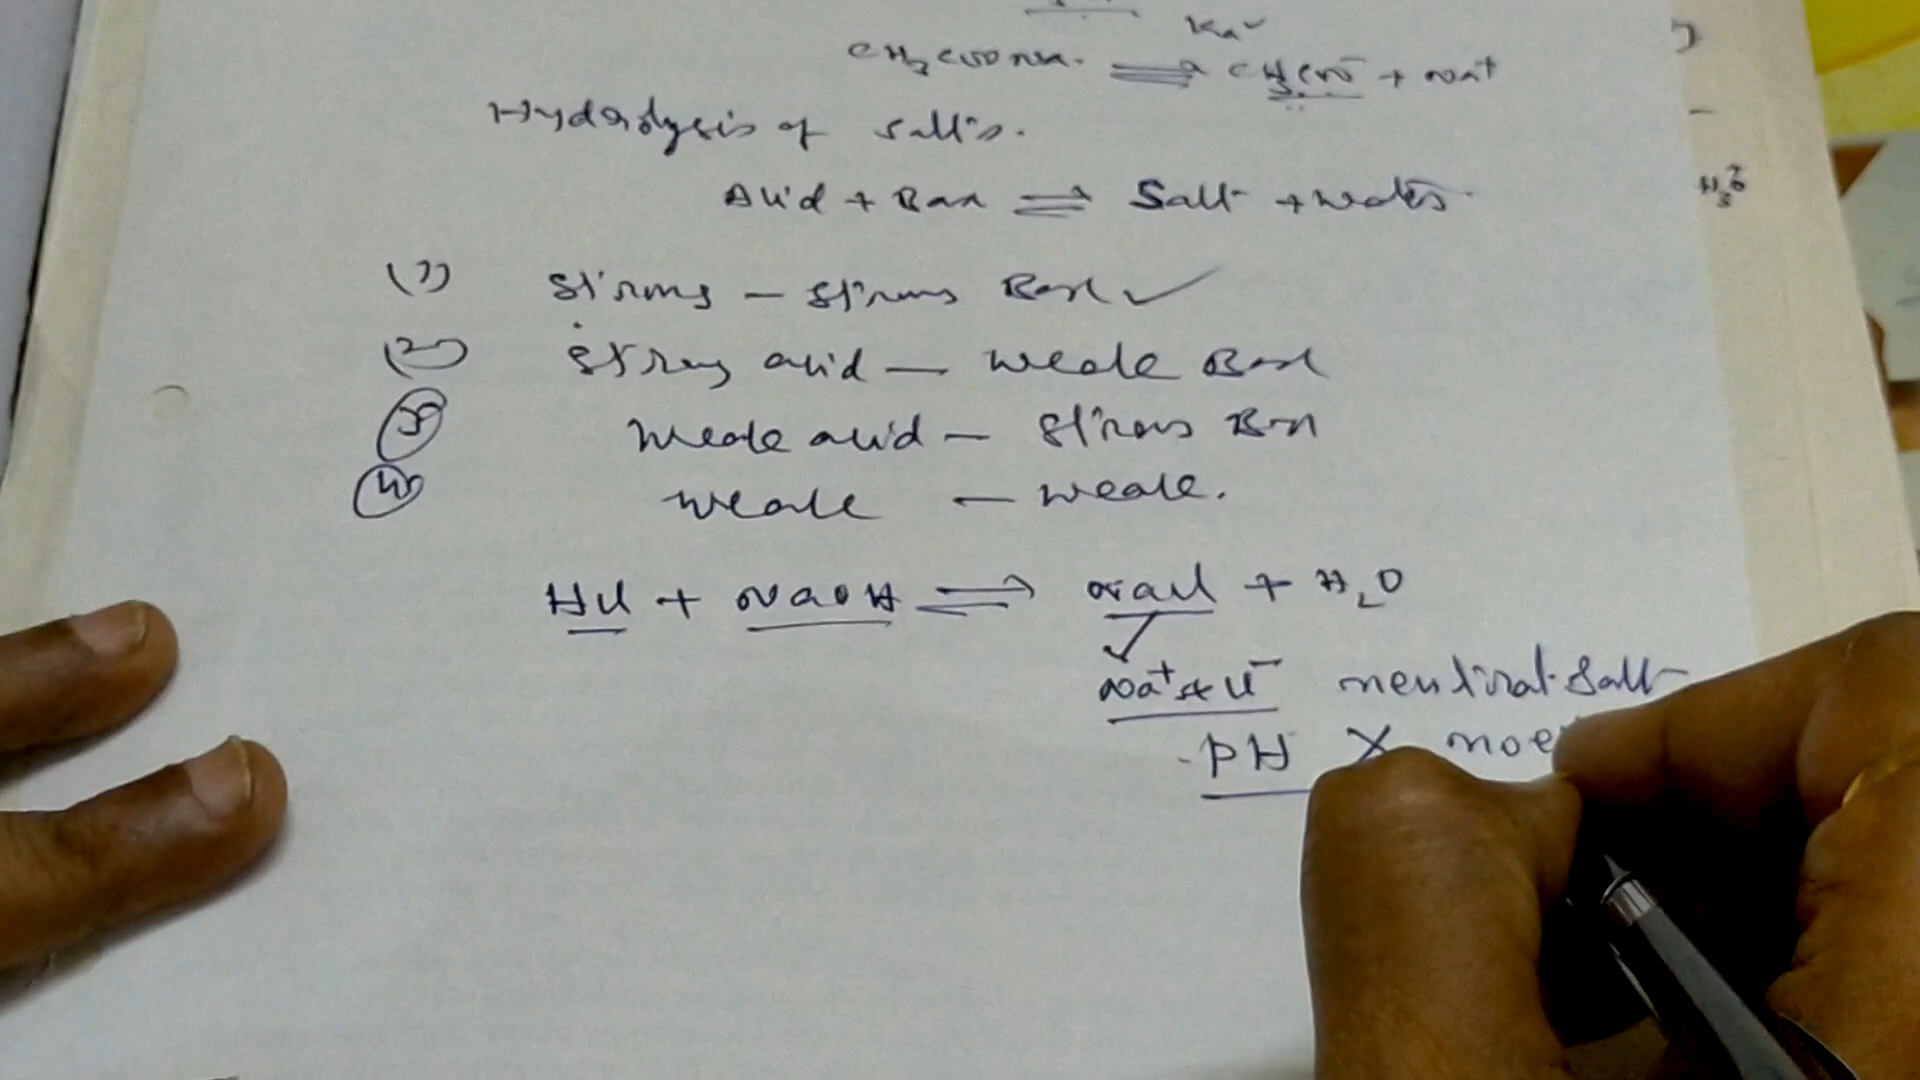 Ka
CH3COONa. ⇌ CH3COO- + Na+
Hydrolysis of salts.
Acid + Base ⇌ Salt + water.
H3O
(1) Strong - Strong Base ✓
(2) Strong acid - weak Base
(3) weak acid - Strong Base
(4) weak - weak.
HCl + NaOH ⇌ NaCl + H2O
Na+ + Cl- neutral salt
PH X